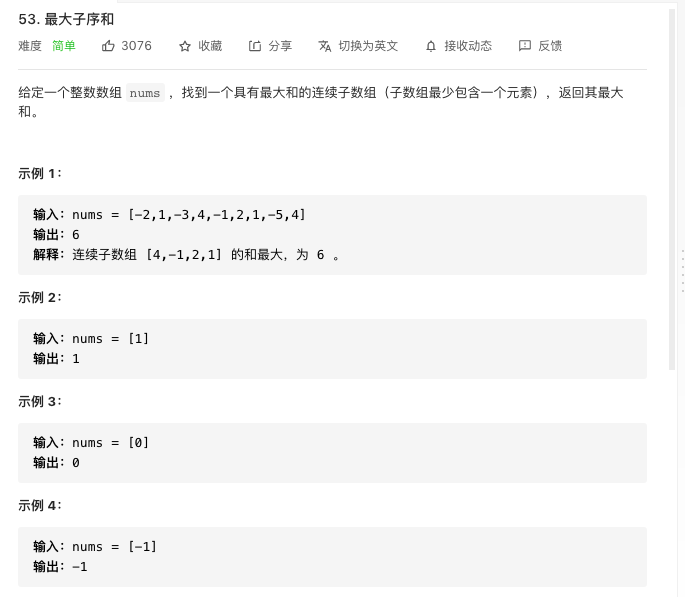 53. 最大子序和
难度 简单 3076 收藏 分享 切换为英文 接收动态 反馈
给定一个整数数组 nums ，找到一个具有最大和的连续子数组（子数组最少包含一个元素），返回其最大
和。
示例 1：
输入：nums = [-2,1,-3,4,-1,2,1,-5,4]
输出：6
解释：连续子数组 [4,-1,2,1] 的和最大，为 6 。
示例 2：
输入：nums = [1]
输出：1
示例 3：
输入：nums = [0]
输出：0
示例 4：
输入：nums = [-1]
输出：-1